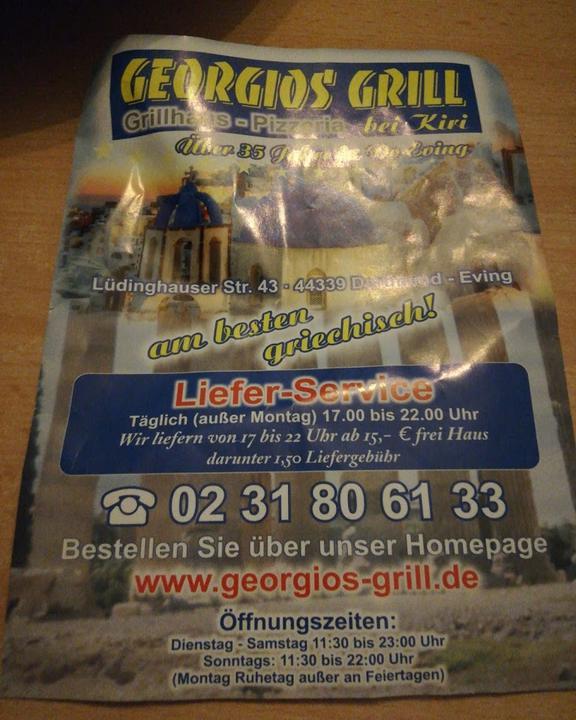 GEORGIOS GRILL
Grillhaus - Pizzeria bei Kiri
Über 35 Eving
Lüdinghauser Str. 43 - 44339 Dortmund - Eving
am besten
griechisch!
Liefer-Service
Täglich (außer Montag) 17.00 bis 22.00 Uhr
Wir liefern von 17 bis 22 Uhr ab 15,- € frei Haus
darunter 1,50 Liefergebühr
☎ 02 31 80 61 33
Bestellen Sie über unser Homepage
www.georgios-grill.de
Öffnungszeiten:
Dienstag - Samstag 11:30 bis 23:00 Uhr
Sonntags: 11:30 bis 22:00 Uhr
(Montag Ruhetag außer an Feiertagen)